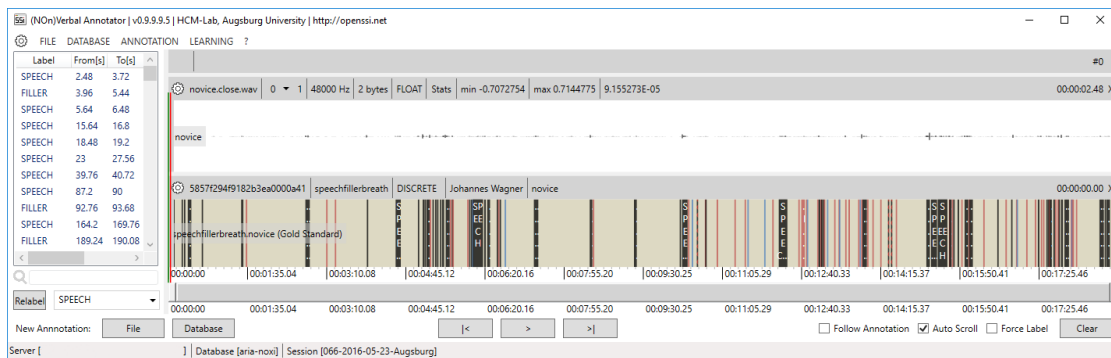 SSI (NOn)Verbal Annotator | v0.9.9.9.5 | HCM-Lab, Augsburg University | http://openssi.net
FILE DATABASE ANNOTATION LEARNING ?
Label From[s] To[s]
#0
SPEECH 2.48 3.72
FILLER 3.96 5.44
SPEECH 5.64 6.48
SPEECH 15.64 16.8
SPEECH 18.48 19.2
SPEECH 23 27.56
SPEECH 39.76 40.72
SPEECH 87.2 90
FILLER 92.76 93.68
SPEECH 164.2 169.76
FILLER 189.24 190.08
novice.close.wav 0 1 48000 Hz 2 bytes FLOAT Stats min -0.7072754 max 0.7144775 9.155273E-05 00:00:02.48 X
novice
5857f294f9182b3ea0000a41 speechfillerbreath DISCRETE Johannes Wagner novice 00:00:00.00 X
speechfillerbreath.novice (Gold Standard)
S P E E ..
SP EE C H
S P E E ..
S P E E ..
S P EE ..
S P EE C H
00:00:00 00:01:35.04 00:03:10.08 00:04:45.12 00:06:20.16 00:07:55.20 00:09:30.25 00:11:05.29 00:12:40.33 00:14:15.37 00:15:50.41 00:17:25.46
Relabel SPEECH
00:00:00 00:01:35.04 00:03:10.08 00:04:45.12 00:06:20.16 00:07:55.20 00:09:30.25 00:11:05.29 00:12:40.33 00:14:15.37 00:15:50.41 00:17:25.46
New Annnotation: File Database |< > >| Follow Annotation Auto Scroll Force Label Clear
Server [ ] Database [aria-noxi] Session [066-2016-05-23-Augsburg]